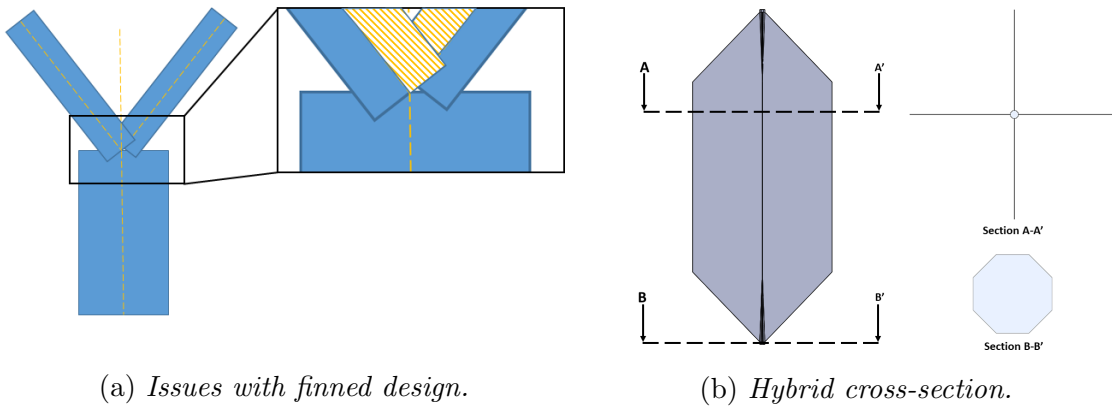 A
A'
Section A-A'
B
B'
Section B-B'
(a) Issues with finned design.
(b) Hybrid cross-section.